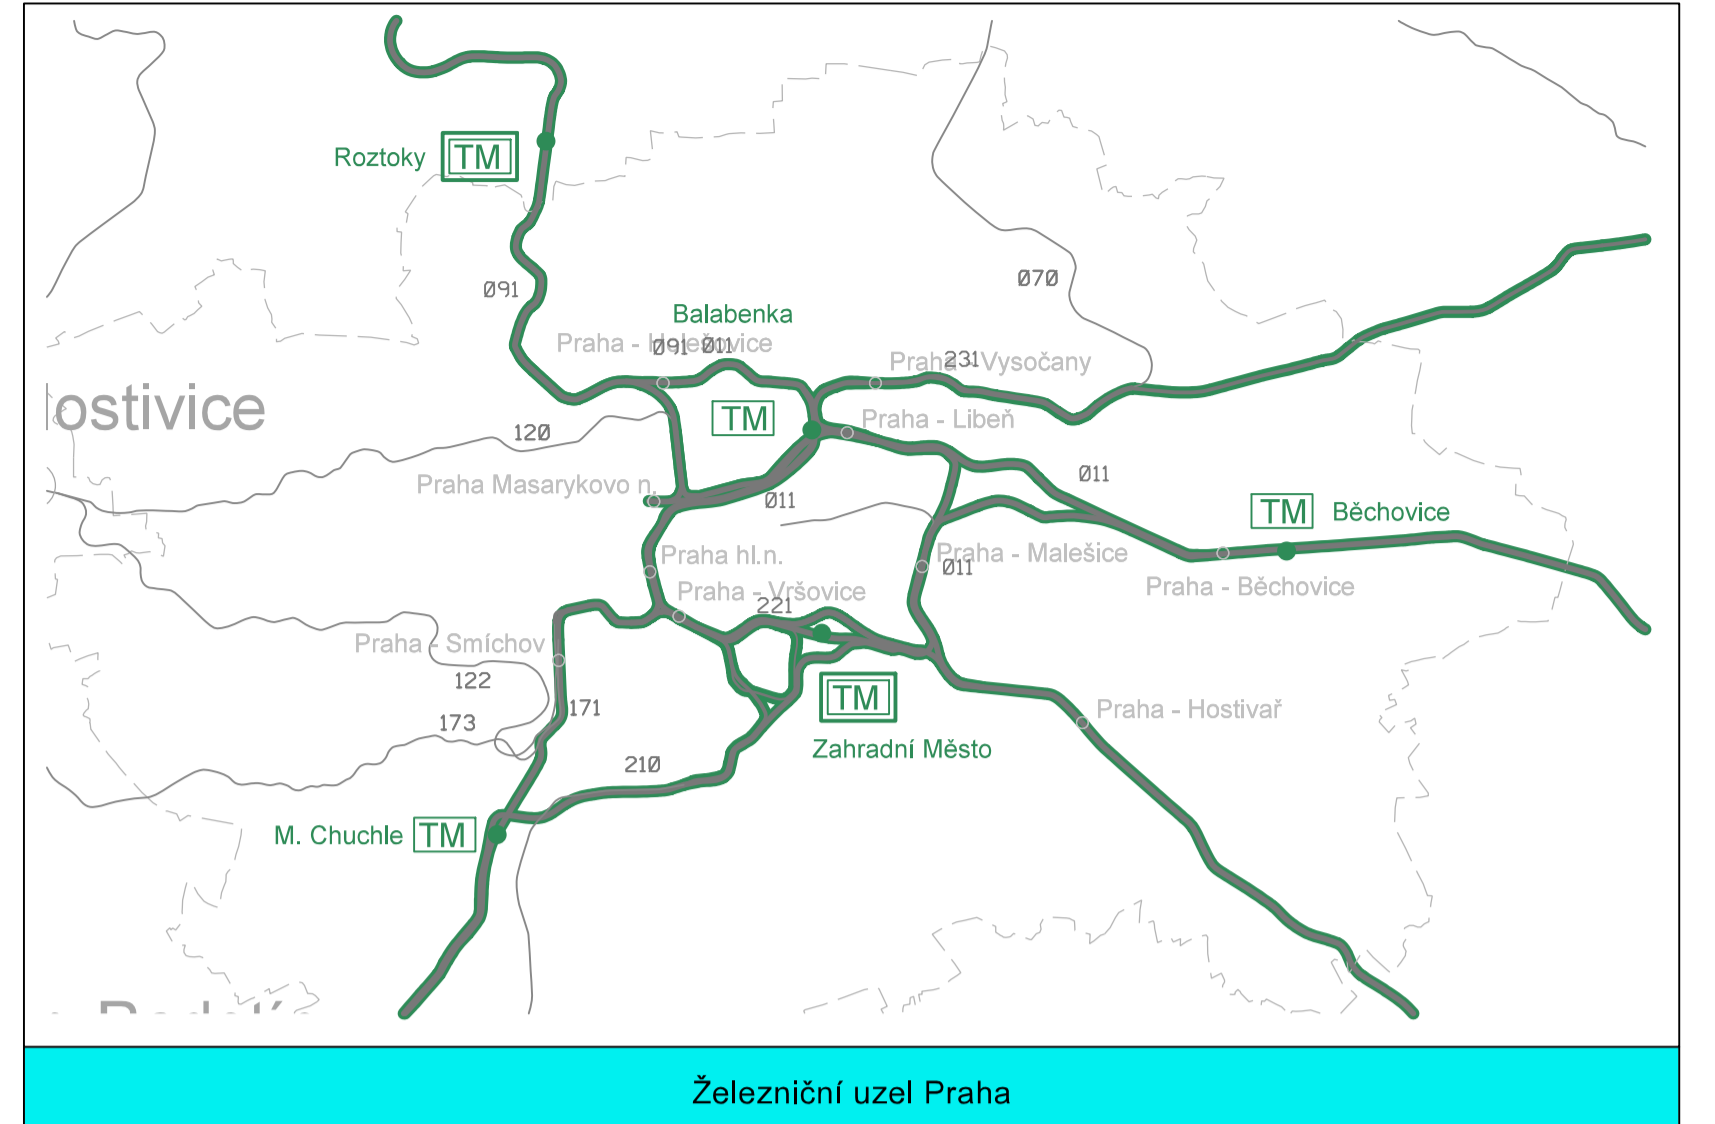 Roztoky
TM
091
070
Balabenka
Praha - Holešovice
091
011
231
Praha - Vysočany
ostivice
TM
Praha - Libeň
120
011
Praha Masarykovo n.
011
TM
Běchovice
Praha hl.n.
Praha - Malešice
011
Praha - Běchovice
Praha - Vršovice
221
Praha - Smíchov
122
TM
171
173
Praha - Hostivař
Zahradní Město
210
M. Chuchle
TM
Železniční uzel Praha